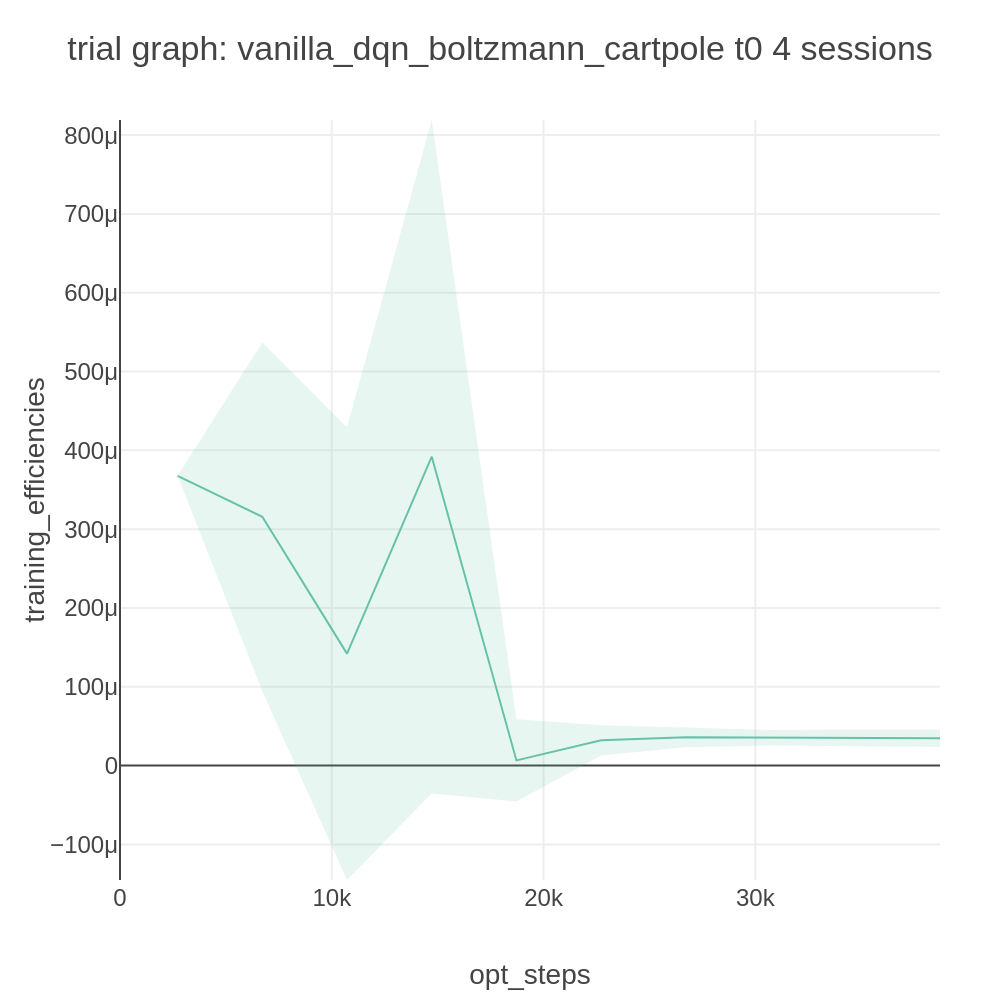 trial graph: vanilla_dqn_boltzmann_cartpole t0 4 sessions
training_efficiencies
800μ
700μ
600μ
500μ
400μ
300μ
200μ
100μ
0
−100μ
0 10k 20k 30k
opt_steps